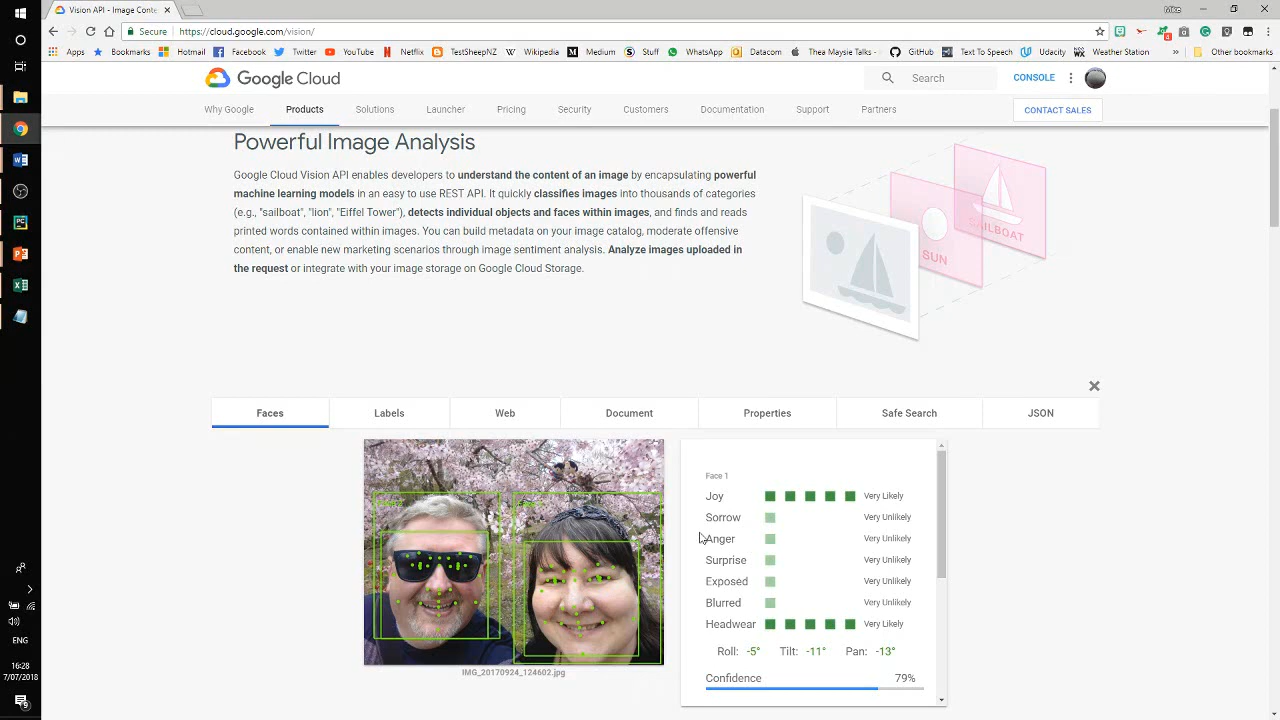 Vision API - Image Conte
Mike
Secure
https://cloud.google.com/vision/
Apps
Bookmarks
Hotmail
Facebook
Twitter
YouTube
Netflix
TestSheepNZ
Wikipedia
Medium
Stuff
WhatsApp
Datacom
Thea Maysie Talks -
GitHub
Text To Speech
Udacity
Weather Station
»
Other bookmarks
Google Cloud
Search
CONSOLE
Why Google
Products
Solutions
Launcher
Pricing
Security
Customers
Documentation
Support
Partners
CONTACT SALES
Powerful Image Analysis
Google Cloud Vision API enables developers to understand the content of an image by encapsulating powerful
machine learning models in an easy to use REST API. It quickly classifies images into thousands of categories
(e.g., "sailboat", "lion", "Eiffel Tower"), detects individual objects and faces within images, and finds and reads
printed words contained within images. You can build metadata on your image catalog, moderate offensive
content, or enable new marketing scenarios through image sentiment analysis. Analyze images uploaded in
the request or integrate with your image storage on Google Cloud Storage.
SAILBOAT
SUN
Faces
Labels
Web
Document
Properties
Safe Search
JSON
Face 1
Joy Very Likely
Sorrow Very Unlikely
Anger Very Unlikely
Surprise Very Unlikely
Exposed Very Unlikely
Blurred Very Unlikely
Headwear Very Likely
Roll: -5° Tilt: -11° Pan: -13°
Confidence 79%
IMG_20170924_124602.jpg
ENG
16:28
7/07/2018